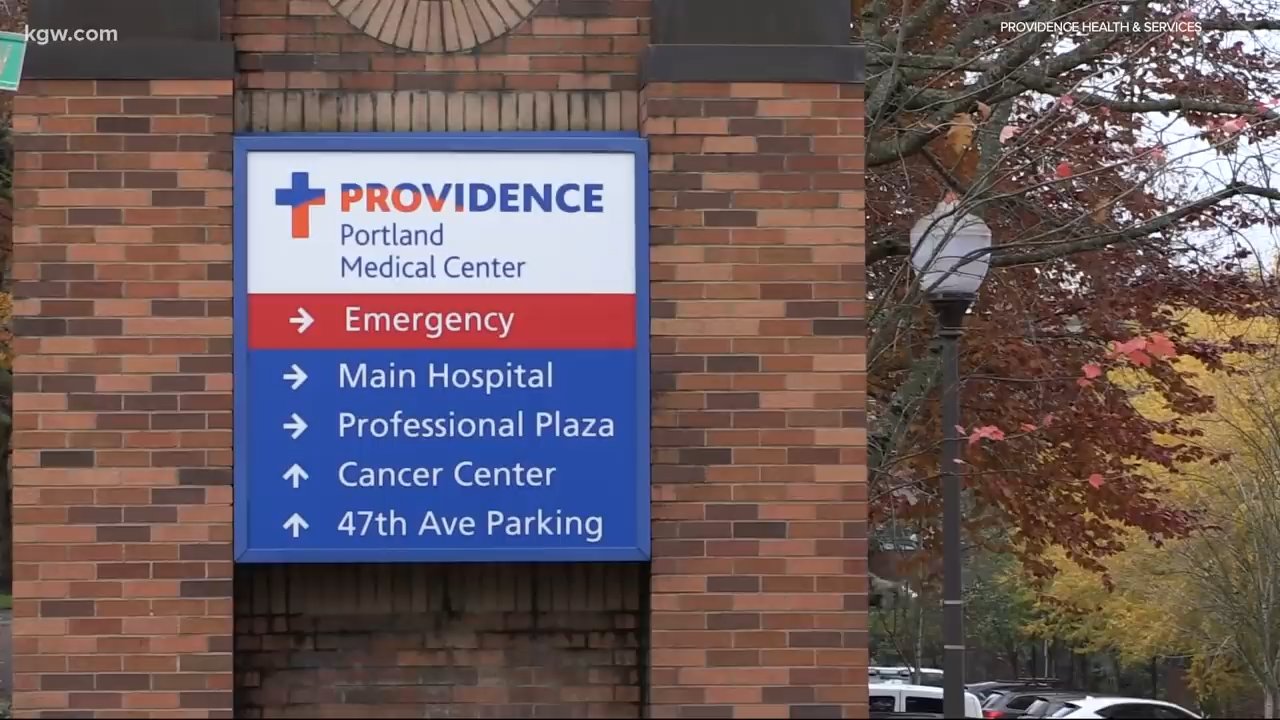 kgw.com
PROVIDENCE HEALTH & SERVICES
PROVIDENCE
Portland
Medical Center
→ Emergency
→ Main Hospital
→ Professional Plaza
↑ Cancer Center
↑ 47th Ave Parking